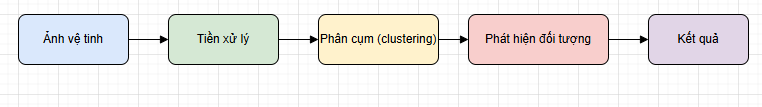 Ảnh vệ tinh
Tiền xử lý
Phân cụm (clustering)
Phát hiện đối tượng
Kết quả